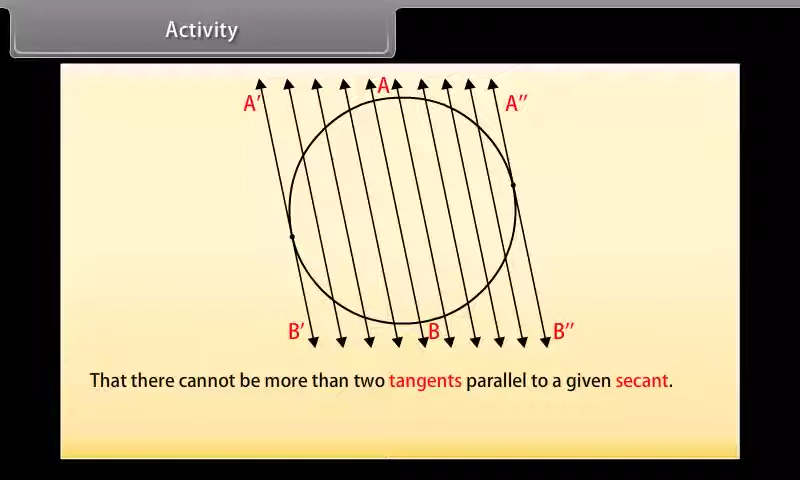 Activity
A' A A''
B' B B''
That there cannot be more than two tangents parallel to a given secant.